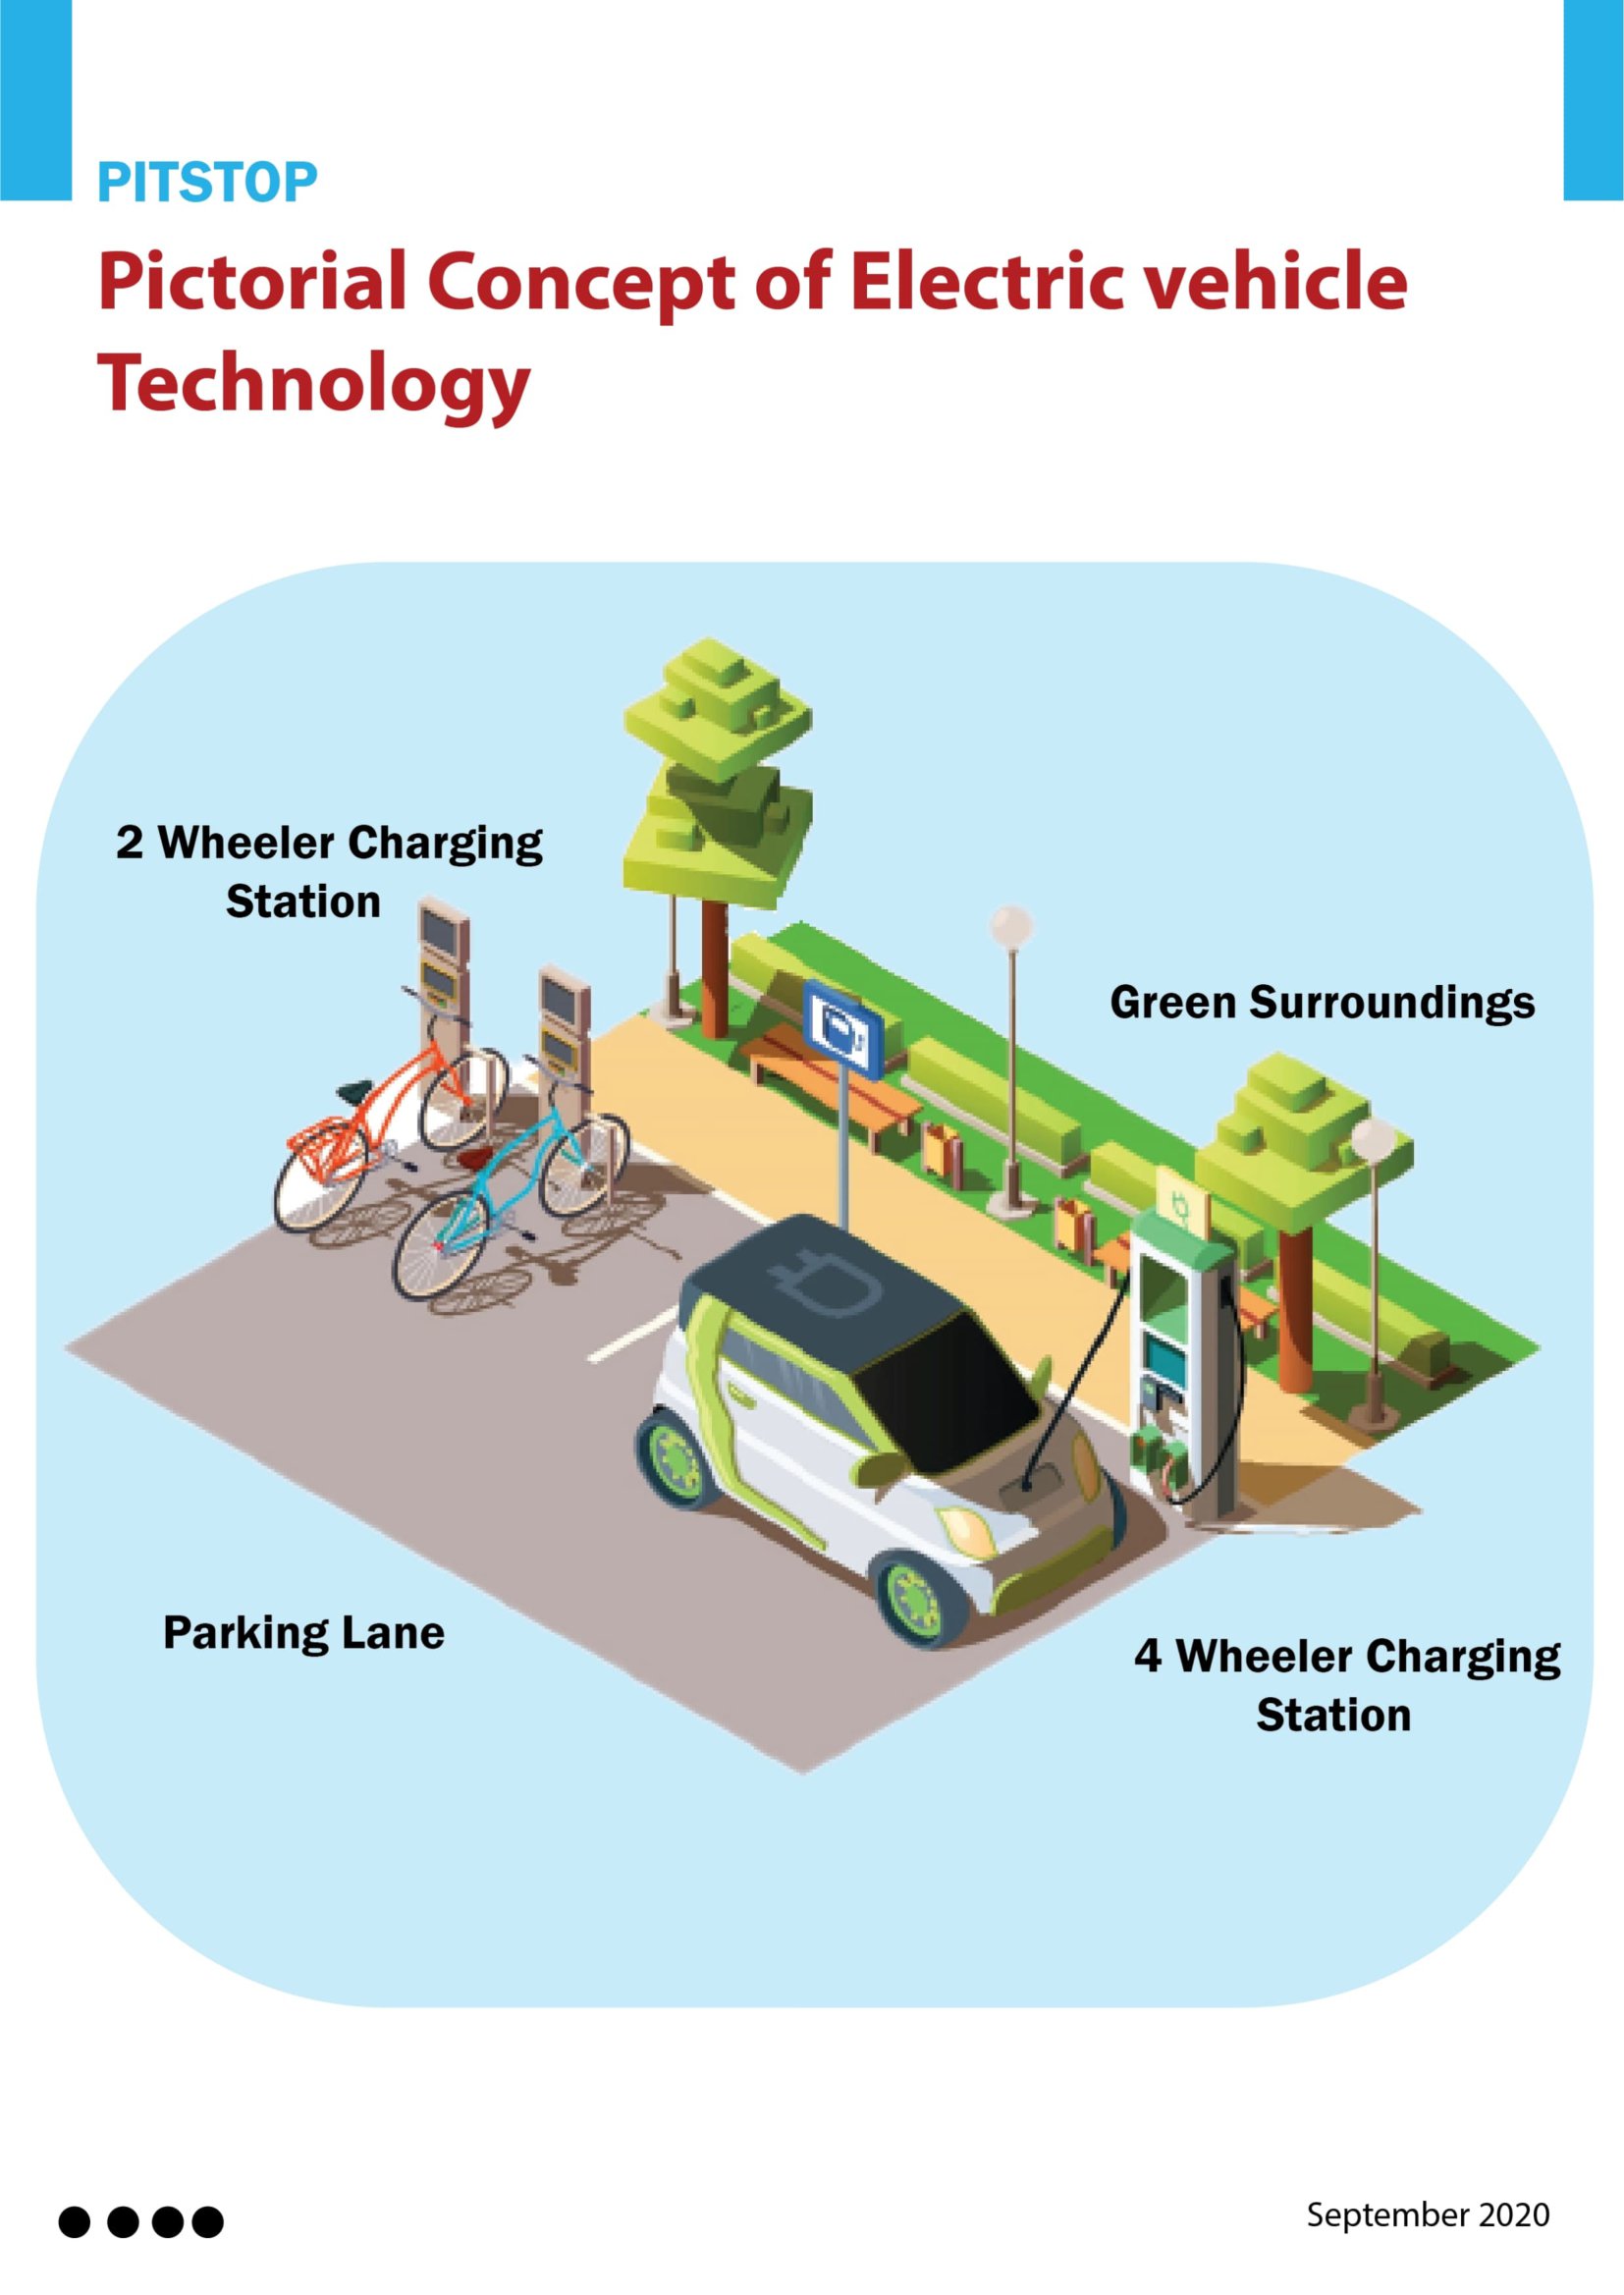 PITSTOP
Pictorial Concept of Electric vehicle
Technology
2 Wheeler Charging
Station
Green Surroundings
Parking Lane
4 Wheeler Charging
Station
September 2020